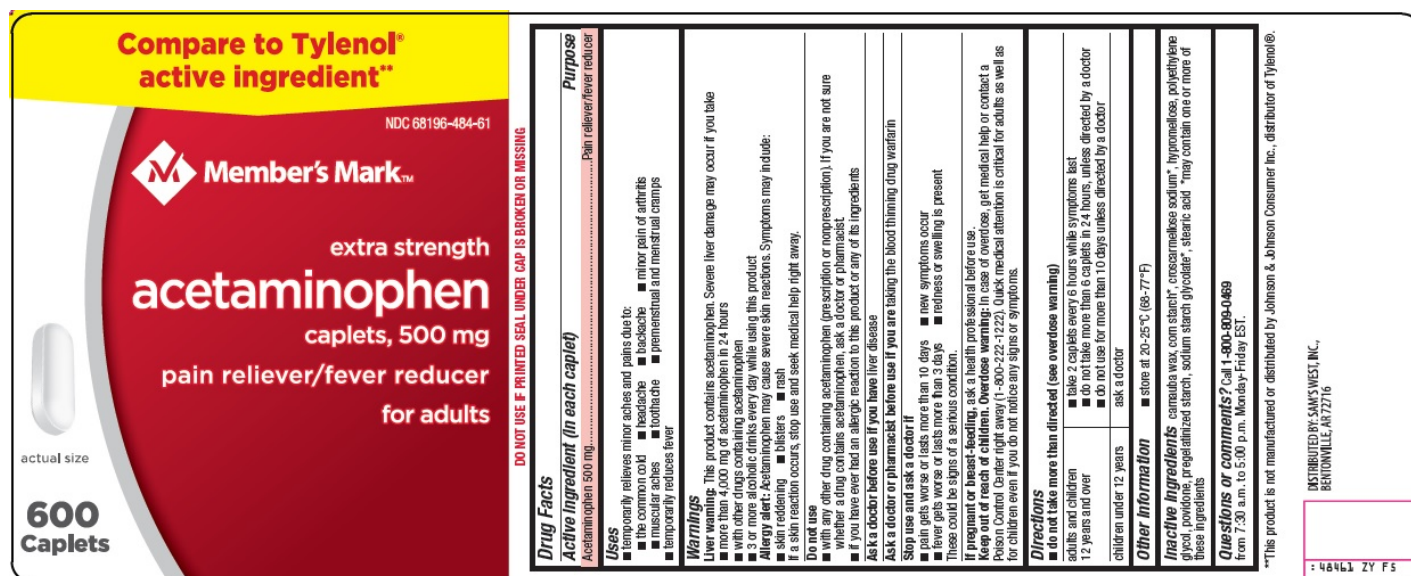 Compare to Tylenol®
active ingredient**
NDC 68196-484-61
Member's Mark™
extra strength
acetaminophen
caplets, 500 mg
pain reliever/fever reducer
for adults
actual size
600
Caplets
DO NOT USE IF PRINTED SEAL UNDER CAP IS BROKEN OR MISSING
Drug Facts
Active ingredient (in each caplet) Purpose
Acetaminophen 500 mg..........Pain reliever/fever reducer
Uses
■ temporarily relieves minor aches and pains due to:
■ the common cold ■ headache ■ backache ■ minor pain of arthritis
■ muscular aches ■ toothache ■ premenstrual and menstrual cramps
■ temporarily reduces fever
Warnings
Liver warning: This product contains acetaminophen. Severe liver damage may occur if you take
■ more than 4,000 mg of acetaminophen in 24 hours
■ with other drugs containing acetaminophen
■ 3 or more alcoholic drinks every day while using this product
Allergy alert: Acetaminophen may cause severe skin reactions. Symptoms may include:
■ skin reddening ■ blisters ■ rash
If a skin reaction occurs, stop use and seek medical help right away.
Do not use
■ with any other drug containing acetaminophen (prescription or nonprescription). If you are not sure
whether a drug contains acetaminophen, ask a doctor or pharmacist.
■ if you have ever had an allergic reaction to this product or any of its ingredients
Ask a doctor before use if you have liver disease
Ask a doctor or pharmacist before use if you are taking the blood thinning drug warfarin
Stop use and ask a doctor if
■ pain gets worse or lasts more than 10 days ■ new symptoms occur
■ fever gets worse or lasts more than 3 days ■ redness or swelling is present
These could be signs of a serious condition.
If pregnant or breast-feeding, ask a health professional before use.
Keep out of reach of children. Overdose warning: In case of overdose, get medical help or contact a
Poison Control Center right away (1-800-222-1222). Quick medical attention is critical for adults as well as
for children even if you do not notice any signs or symptoms.
Directions
■ do not take more than directed (see overdose warning)
adults and children ■ take 2 caplets every 6 hours while symptoms last
12 years and over ■ do not take more than 6 caplets in 24 hours, unless directed by a doctor
■ do not use for more than 10 days unless directed by a doctor
children under 12 years ask a doctor
Other information
■ store at 20-25°C (68-77°F)
Inactive ingredients carnauba wax, corn starch*, croscarmellose sodium*, hypromellose, polyethylene
glycol, povidone, pregelatinized starch, sodium starch glycolate*, stearic acid *may contain one or more of
these ingredients
Questions or comments? Call 1-800-809-0469
from 7:30 a.m. to 5:00 p.m. Monday-Friday EST.
**This product is not manufactured or distributed by Johnson & Johnson Consumer Inc., distributor of Tylenol®.
DISTRIBUTED BY: SAM'S WEST, INC.,
BENTONVILLE, AR 72716
: 48461 ZY F5